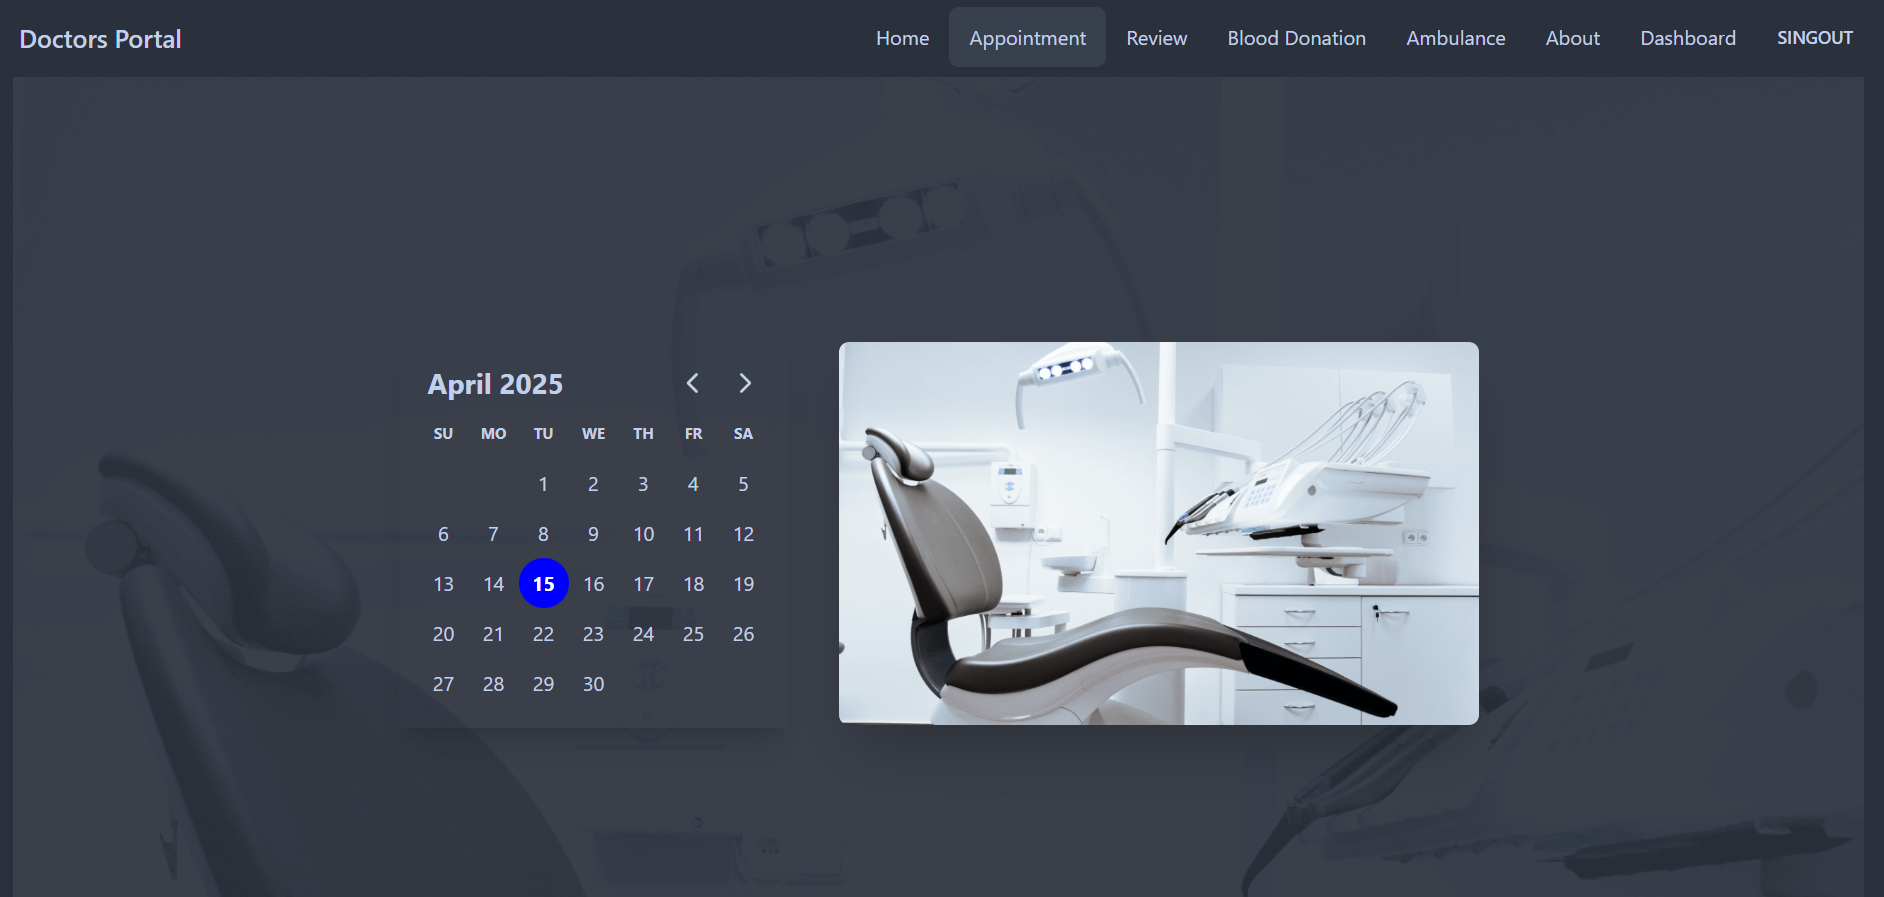 Doctors Portal Home Appointment Review Blood Donation Ambulance About Dashboard SINGOUT
April 2025
SU MO TU WE TH FR SA
1 2 3 4 5
6 7 8 9 10 11 12
13 14 15 16 17 18 19
20 21 22 23 24 25 26
27 28 29 30